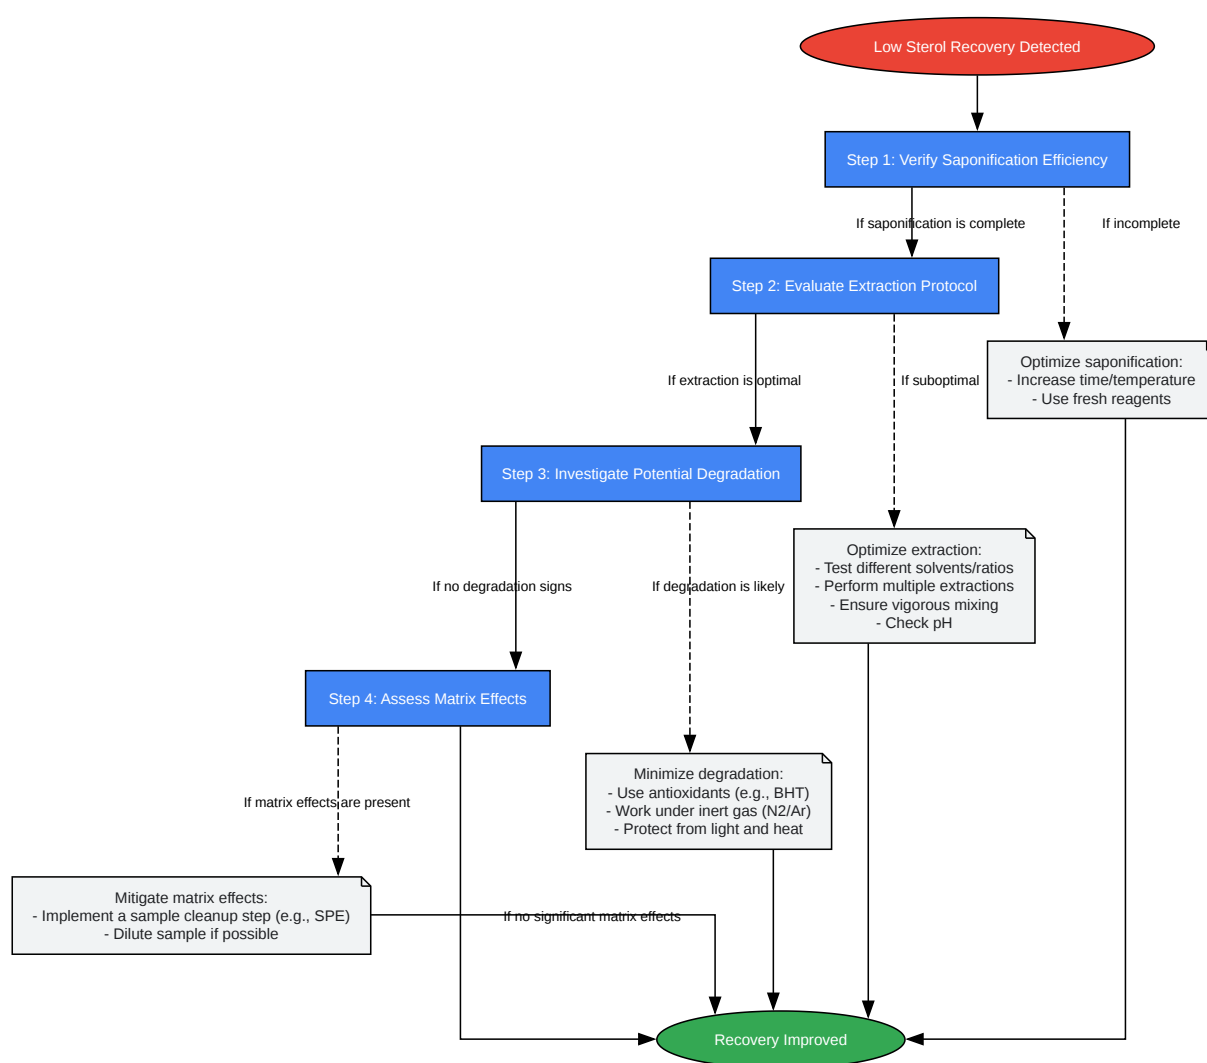 Low Sterol Recovery Detected
Step 1: Verify Saponification Efficiency
If saponification is complete
If incomplete
Step 2: Evaluate Extraction Protocol
Optimize saponification:
- Increase time/temperature
- Use fresh reagents
If extraction is optimal
If suboptimal
Step 3: Investigate Potential Degradation
Optimize extraction:
- Test different solvents/ratios
- Perform multiple extractions
- Ensure vigorous mixing
- Check pH
If no degradation signs
If degradation is likely
Step 4: Assess Matrix Effects
Minimize degradation:
- Use antioxidants (e.g., BHT)
- Work under inert gas (N2/Ar)
- Protect from light and heat
If matrix effects are present
Mitigate matrix effects:
- Implement a sample cleanup step (e.g., SPE)
- Dilute sample if possible
If no significant matrix effects
Recovery Improved